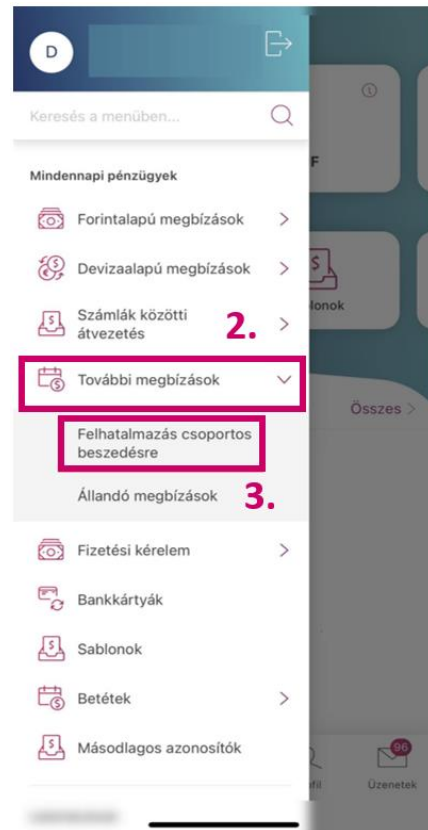 D
Keresés a menüben...
F
Mindennapi pénzügyek
Forintalapú megbízások
Devizaalapú megbízások
Számlák közötti
átvezetés
2.
lonok
További megbízások
Összes
Felhatalmazás csoportos
beszedésre
Állandó megbízások
3.
Fizetési kérelem
Bankkártyák
Sablonok
Betétek
Másodlagos azonosítók
96
fil
Üzenetek